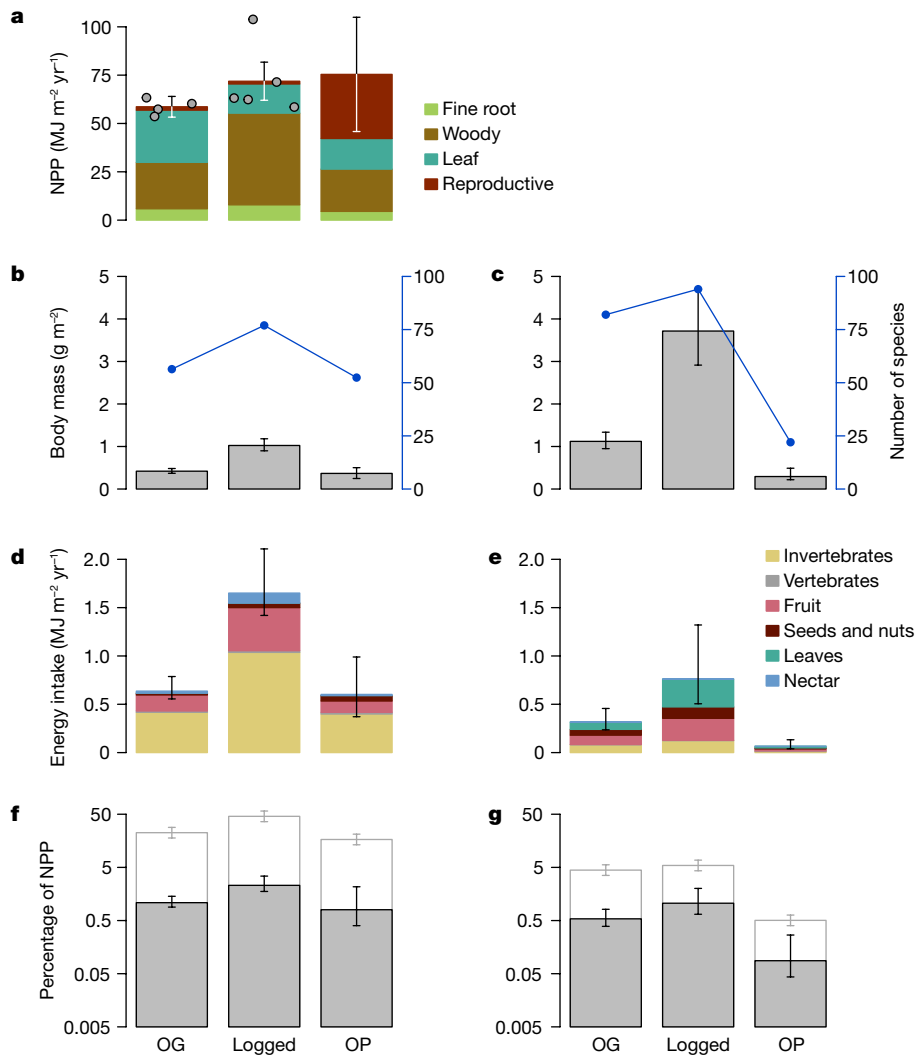 a
NPP (MJ m⁻² yr⁻¹)
100
75
50
25
0
Fine root
Woody
Leaf
Reproductive
b
Body mass (g m⁻²)
5
4
3
2
1
0
100
75
50
25
0
c
5
4
3
2
1
0
100
75
50
25
0
Number of species
d
Energy intake (MJ m⁻² yr⁻¹)
2.0
1.5
1.0
0.5
0
e
2.0
1.5
1.0
0.5
0
Invertebrates
Vertebrates
Fruit
Seeds and nuts
Leaves
Nectar
f
Percentage of NPP
50
5
0.5
0.05
0.005
OG Logged OP
g
50
5
0.5
0.05
0.005
OG Logged OP